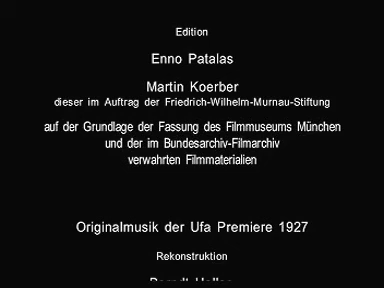 Edition
Enno Patalas
Martin Koerber
dieser im Auftrag der Friedrich-Wilhelm-Murnau-Stiftung
auf der Grundlage der Fassung des Filmmuseums München
und der im Bundesarchiv-Filmarchiv
verwahrten Filmmaterialien
Originalmusik der Ufa Premiere 1927
Rekonstruktion